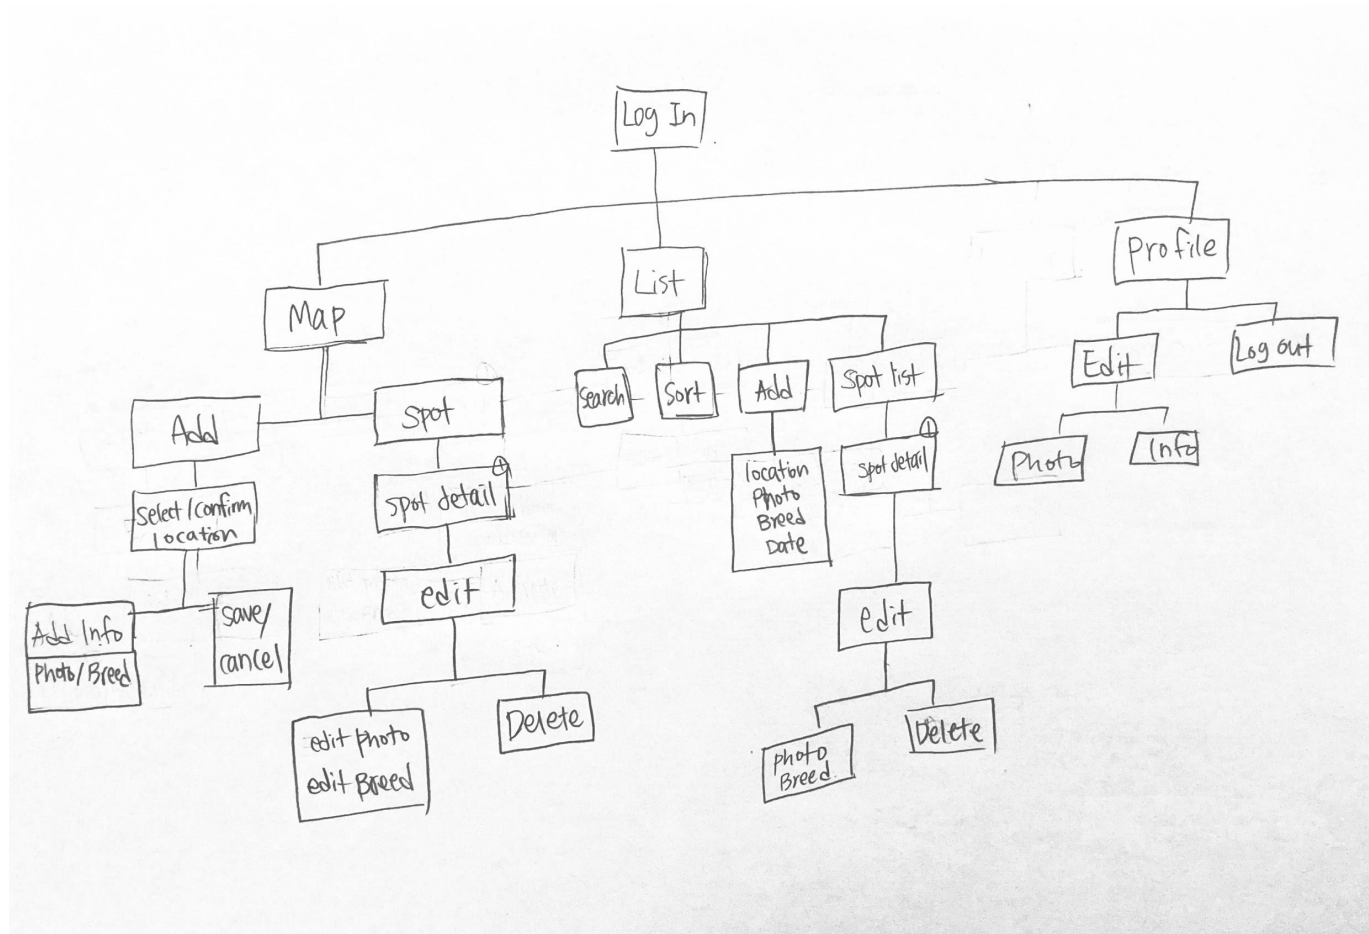 Log In
Map
List
Profile
Add
Spot
Search
Sort
Add
Spot list
Edit
Log out
Select/Confirm
Location
spot detail
location
Photo
Breed
Date
spot detail
Photo
Info
Add Info
Photo/Breed
save/
cancel
edit
edit
edit photo
edit Breed
Delete
photo
Breed.
Delete